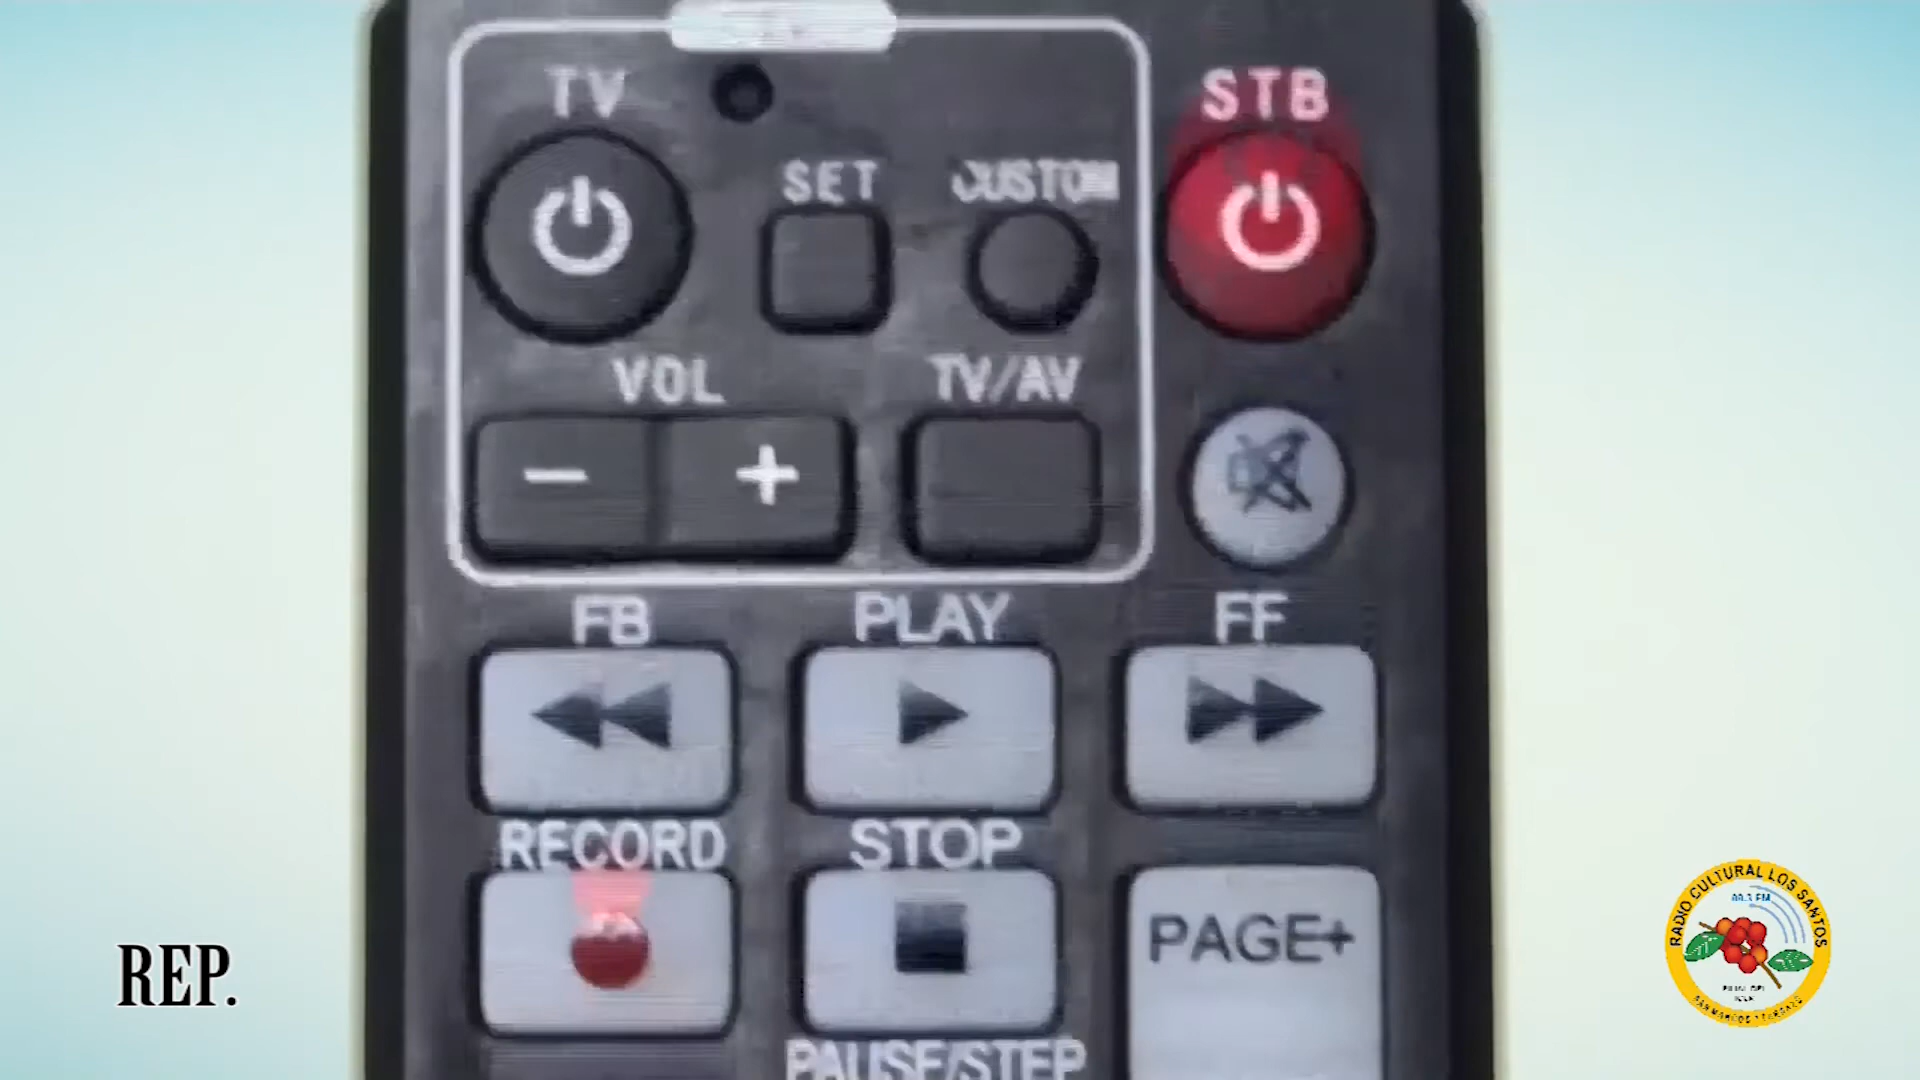 TV
STB
SET
CUSTOM
VOL
TV/AV
FB
PLAY
FF
RECORD
STOP
PAGE+
PAUSE/STEP
REP.
RADIO CULTURAL LOS SANTOS